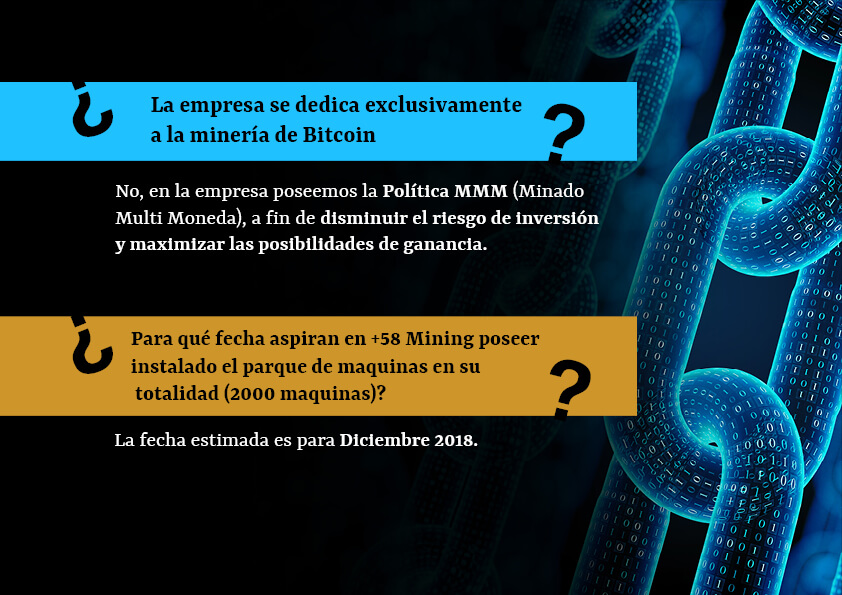 ¿
La empresa se dedica exclusivamente
a la minería de Bitcoin
?
No, en la empresa poseemos la Política MMM (Minado
Multi Moneda), a fin de disminuir el riesgo de inversión
y maximizar las posibilidades de ganancia.
¿
Para qué fecha aspiran en +58 Mining poseer
instalado el parque de maquinas en su
totalidad (2000 maquinas)?
?
La fecha estimada es para Diciembre 2018.